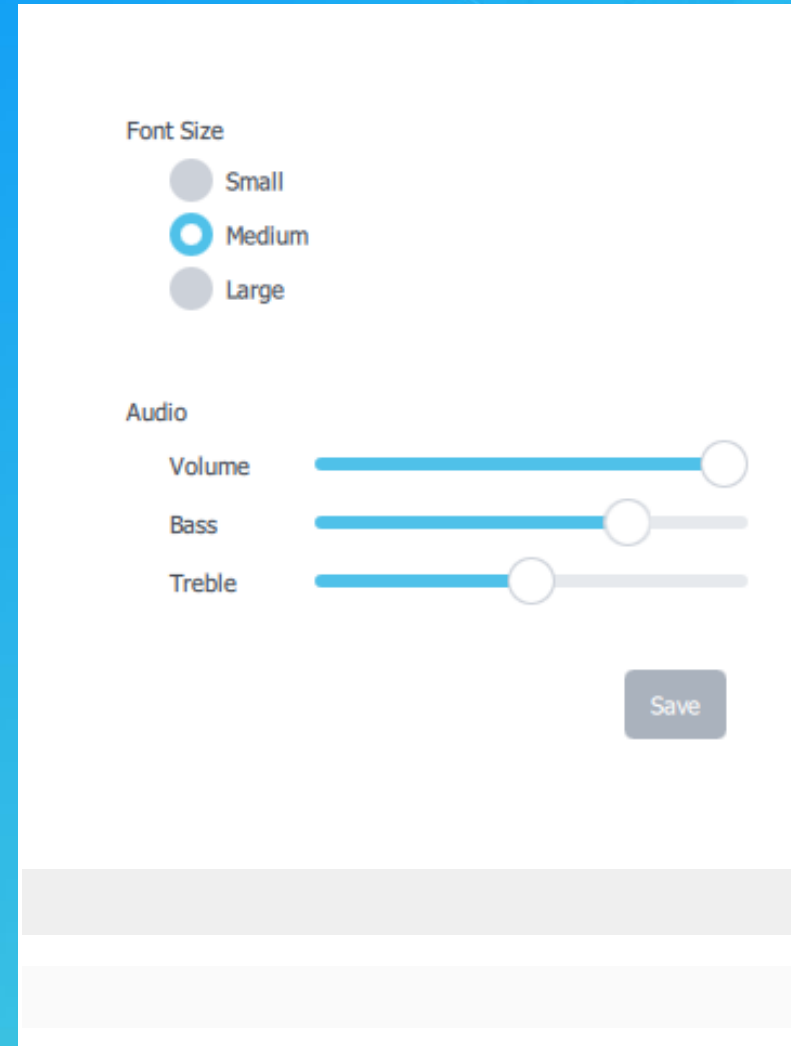 Font Size
Small
Medium
Large
Audio
Volume
Bass
Treble
Save